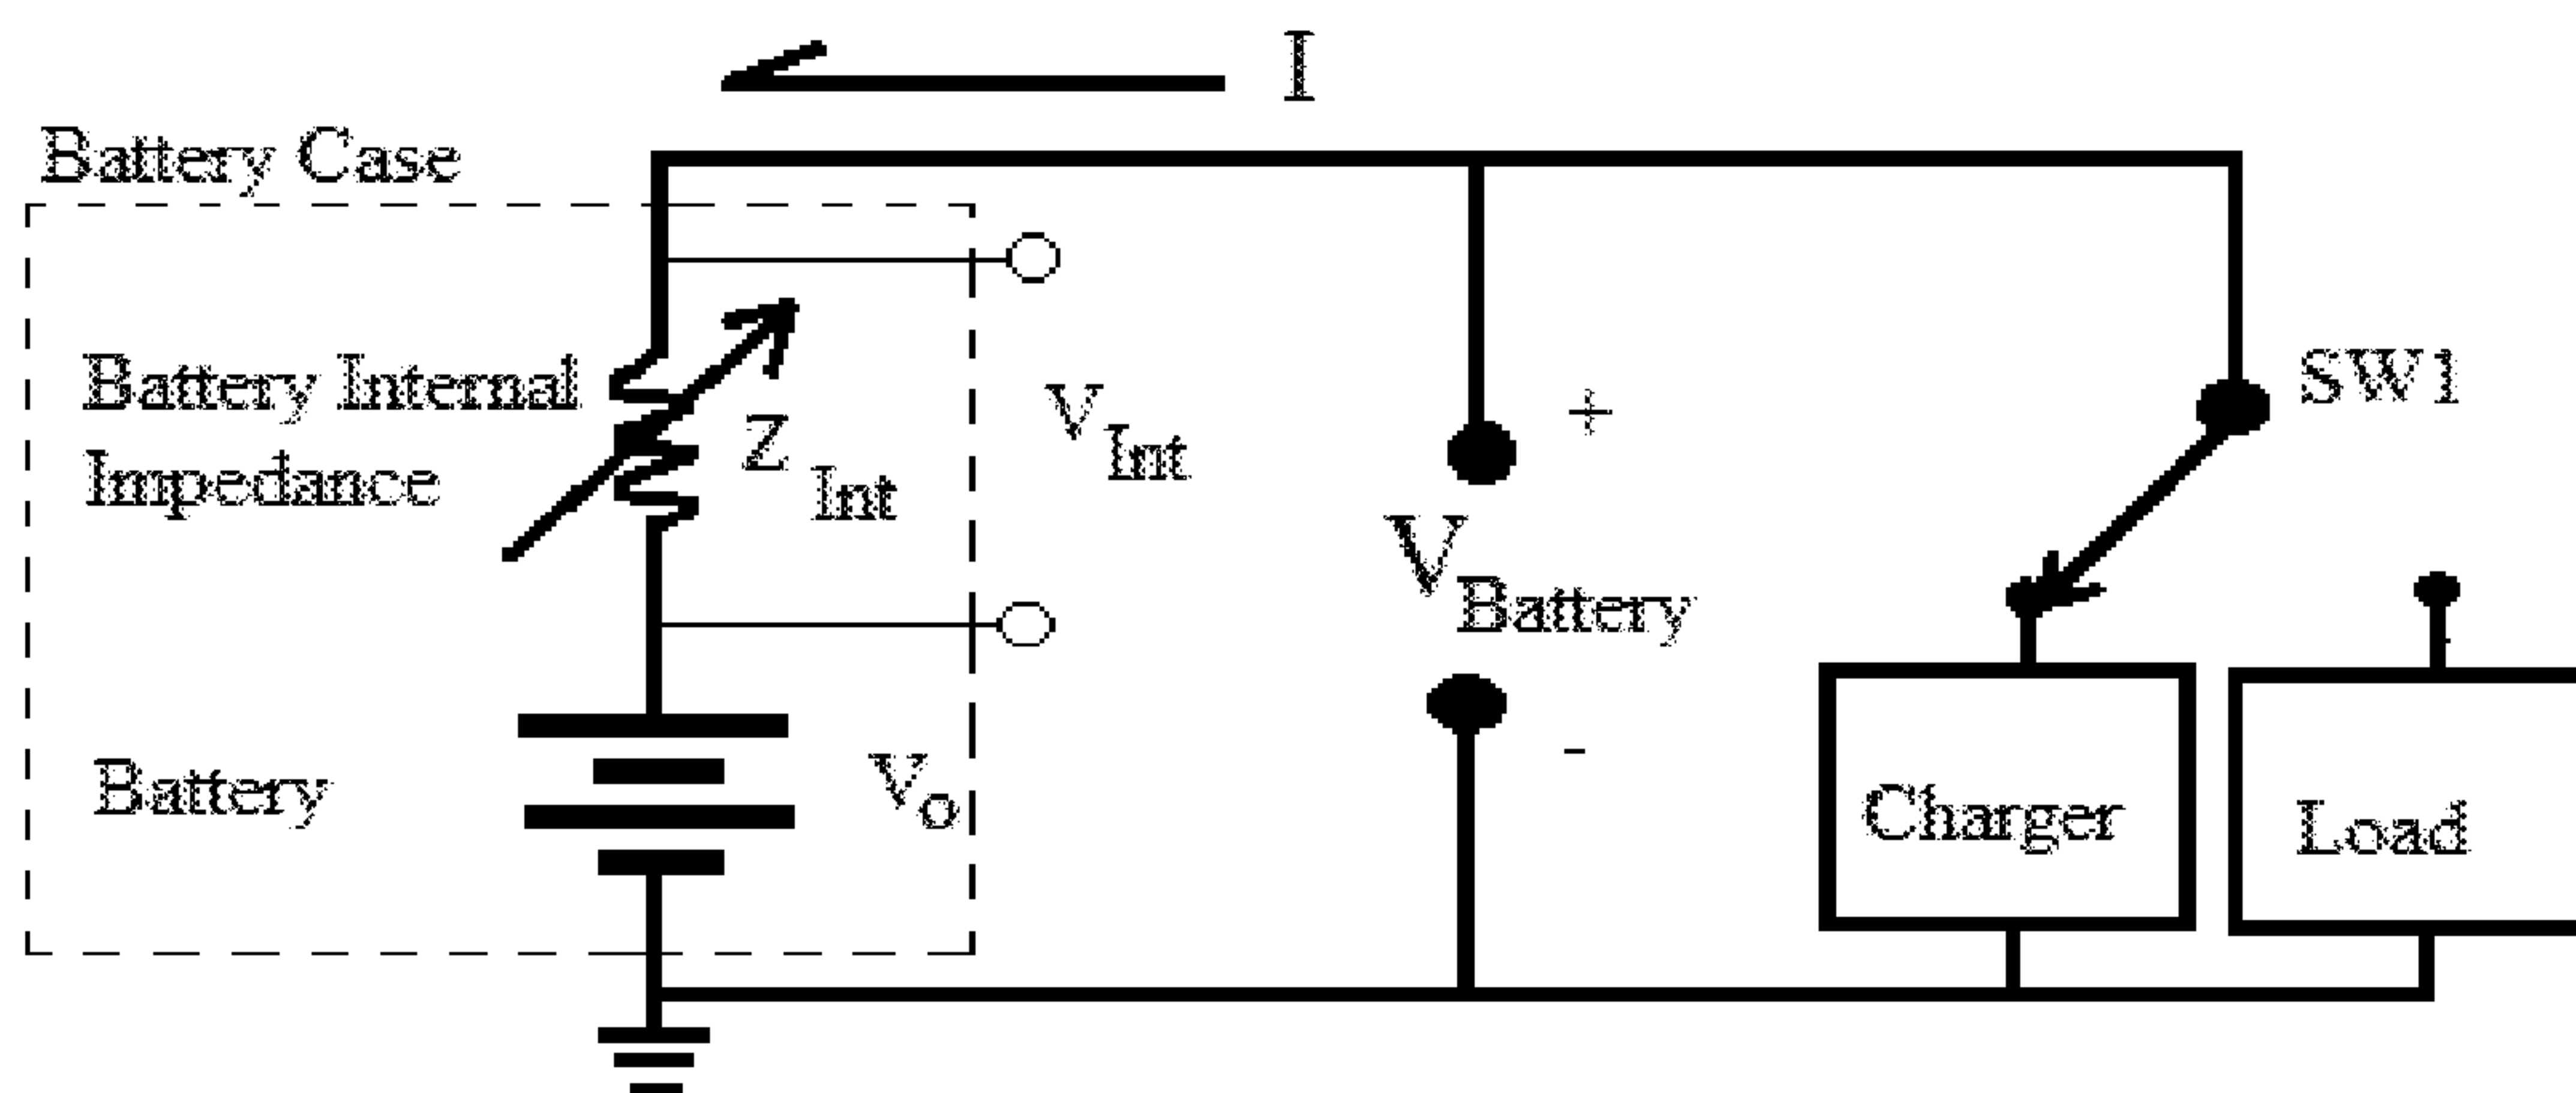 I
Battery Case
Battery Internal
Impedance
Z Int
V Int
+
SW1
V Battery
-
Battery
Vo
Charger
Load